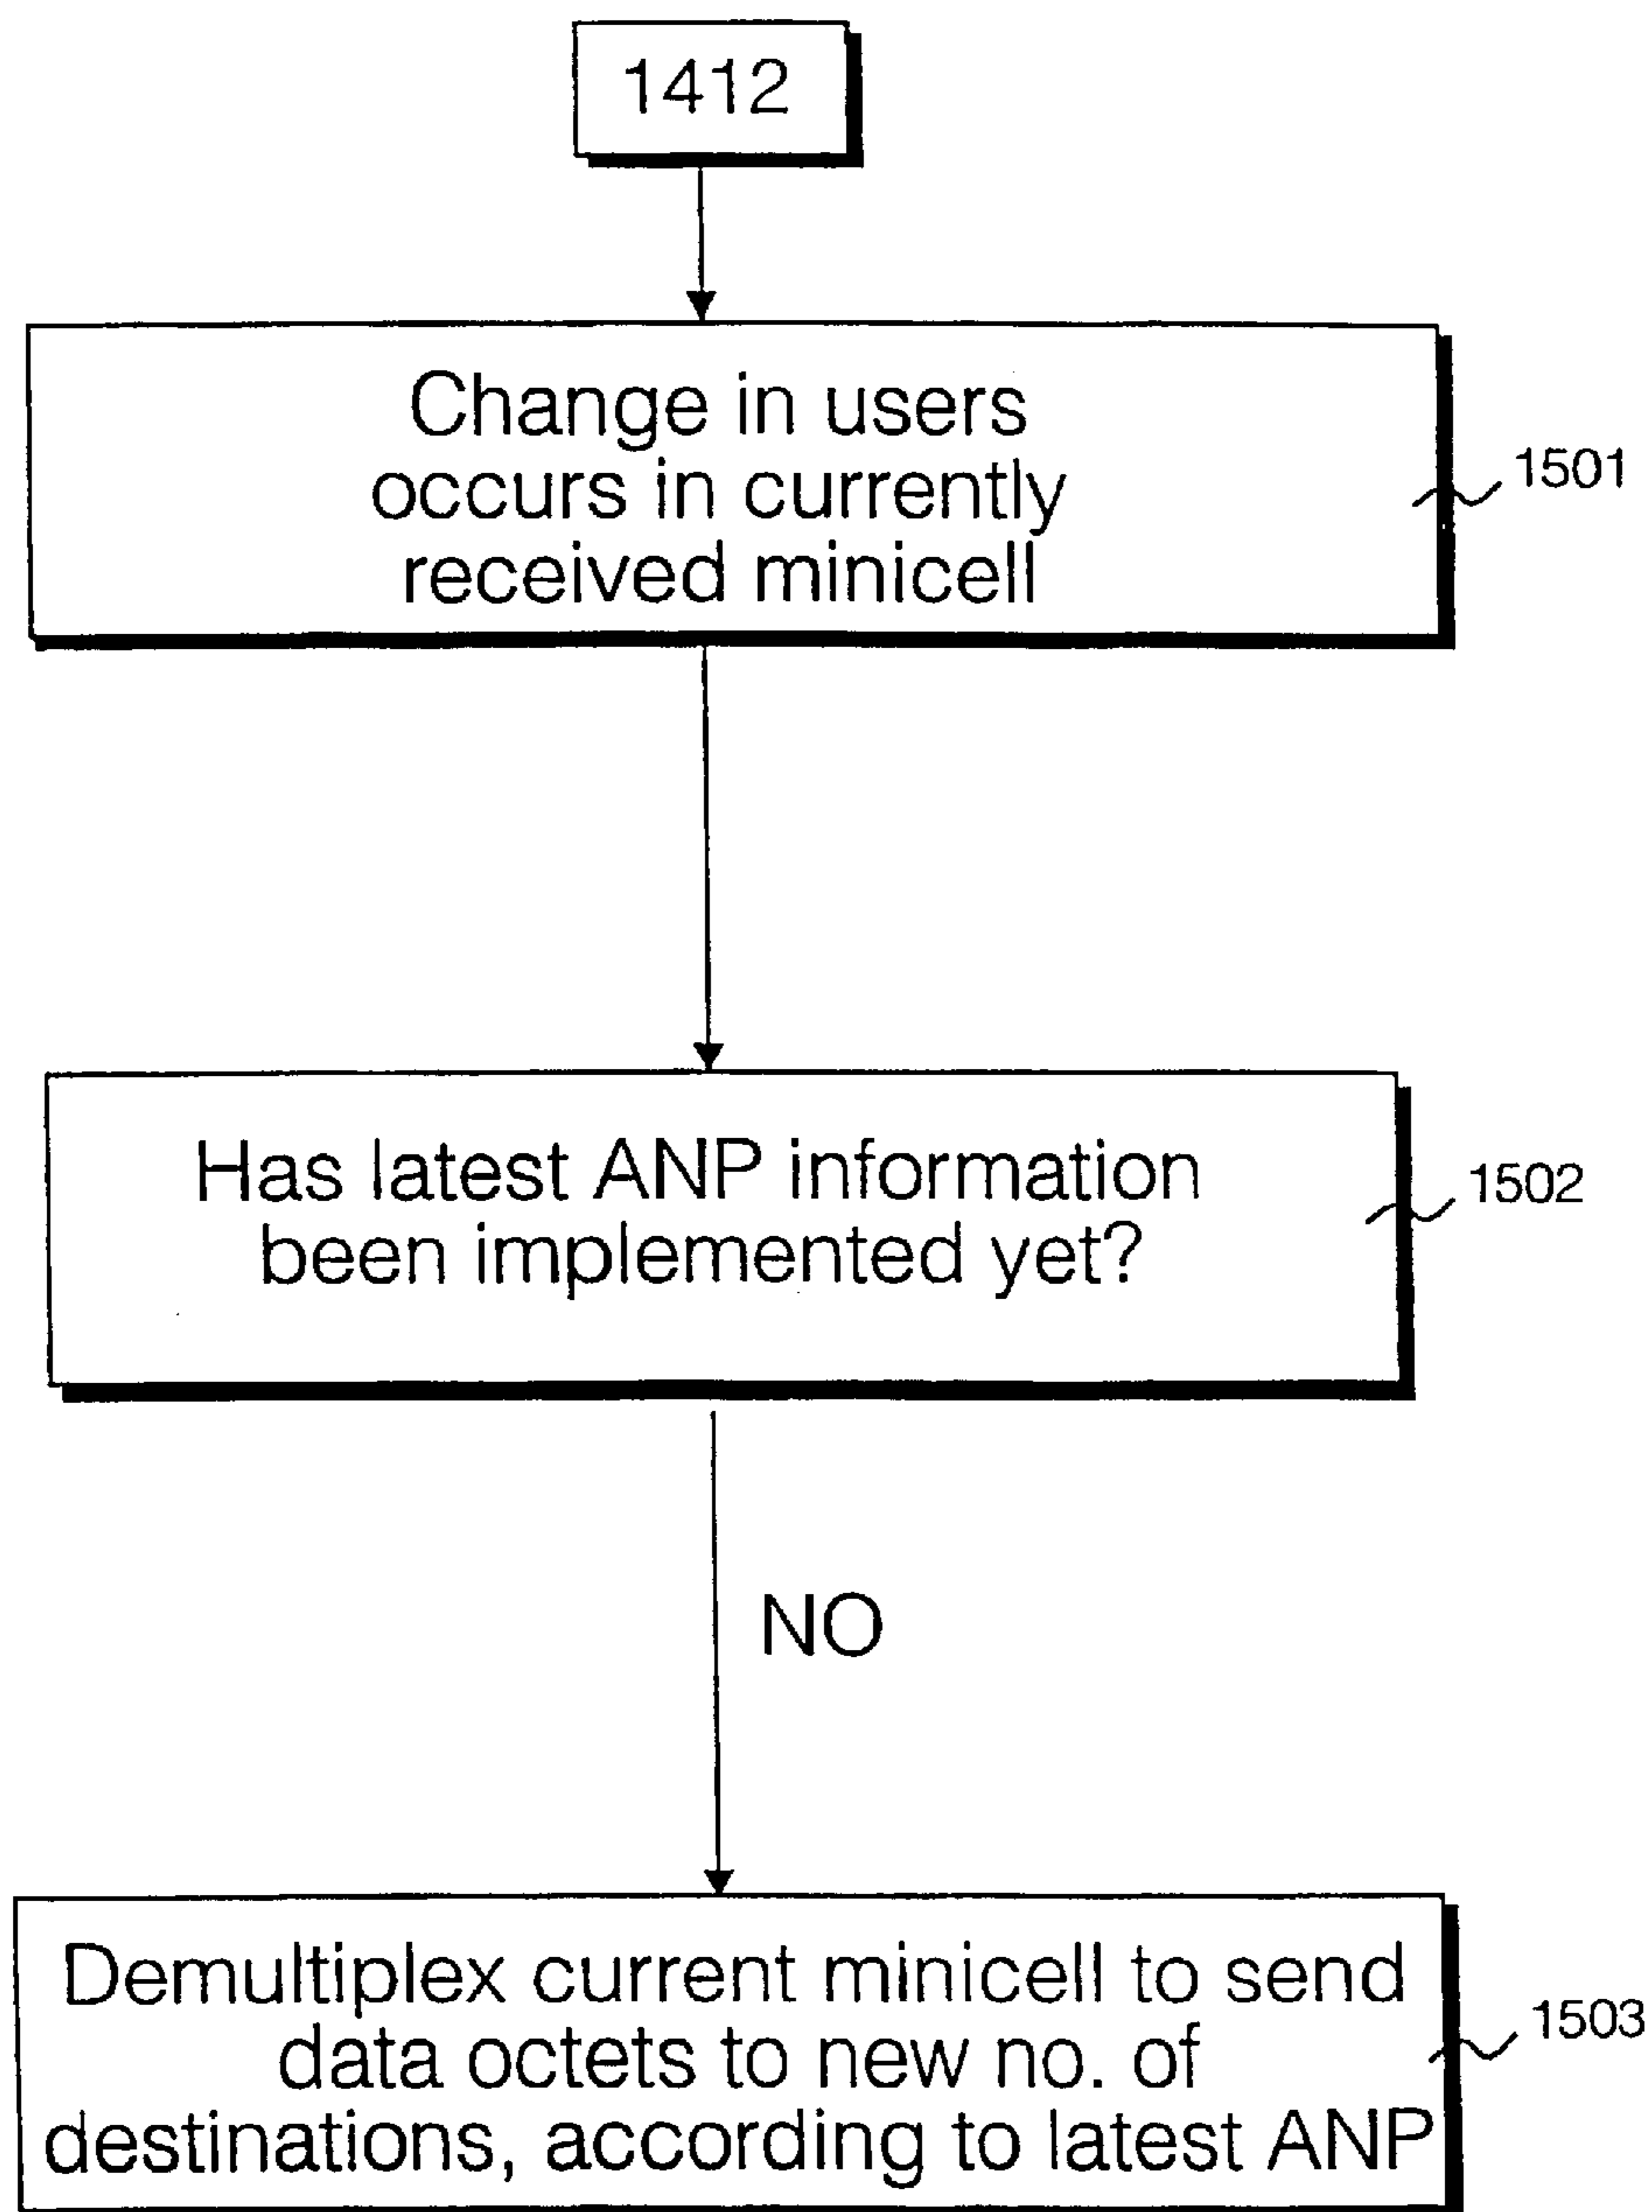 1412
Change in users
occurs in currently
received minicell
1501
Has latest ANP information
been implemented yet?
1502
NO
Demultiplex current minicell to send
data octets to new no. of
destinations, according to latest ANP
1503